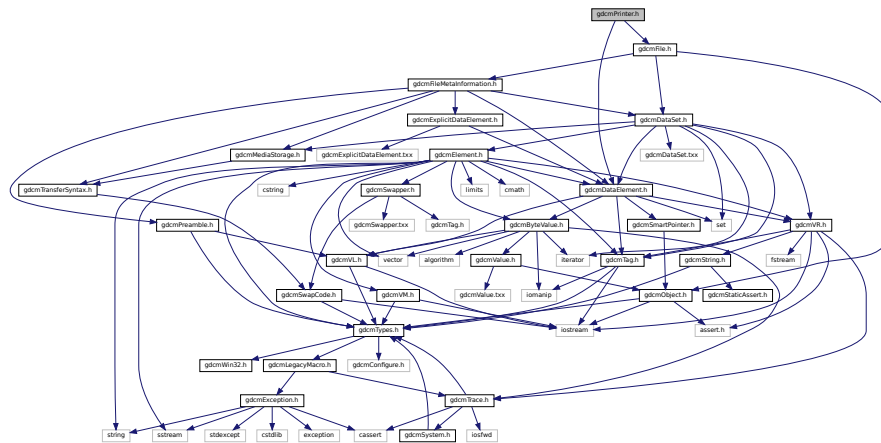 gdcmPrinter.h
gdcmFile.h
gdcmFileMetaInformation.h
gdcmExplicitDataElement.h
gdcmDataSet.h
gdcmMediaStorage.h
gdcmExplicitDataElement.txx
gdcmElement.h
gdcmDataSet.txx
gdcmTransferSyntax.h
cstring
gdcmSwapper.h
limits
cmath
gdcmDataElement.h
gdcmPreamble.h
gdcmSwapper.txx
gdcmTag.h
gdcmByteValue.h
gdcmSmartPointer.h
set
gdcmVR.h
gdcmVL.h
vector
algorithm
gdcmValue.h
iterator
gdcmTag.h
gdcmString.h
fstream
gdcmSwapCode.h
gdcmVM.h
gdcmValue.txx
iomanip
gdcmObject.h
gdcmStaticAssert.h
gdcmTypes.h
iostream
assert.h
gdcmWin32.h
gdcmLegacyMacro.h
gdcmConfigure.h
gdcmException.h
gdcmTrace.h
string
sstream
stdexcept
cstdlib
exception
cassert
gdcmSystem.h
iosfwd